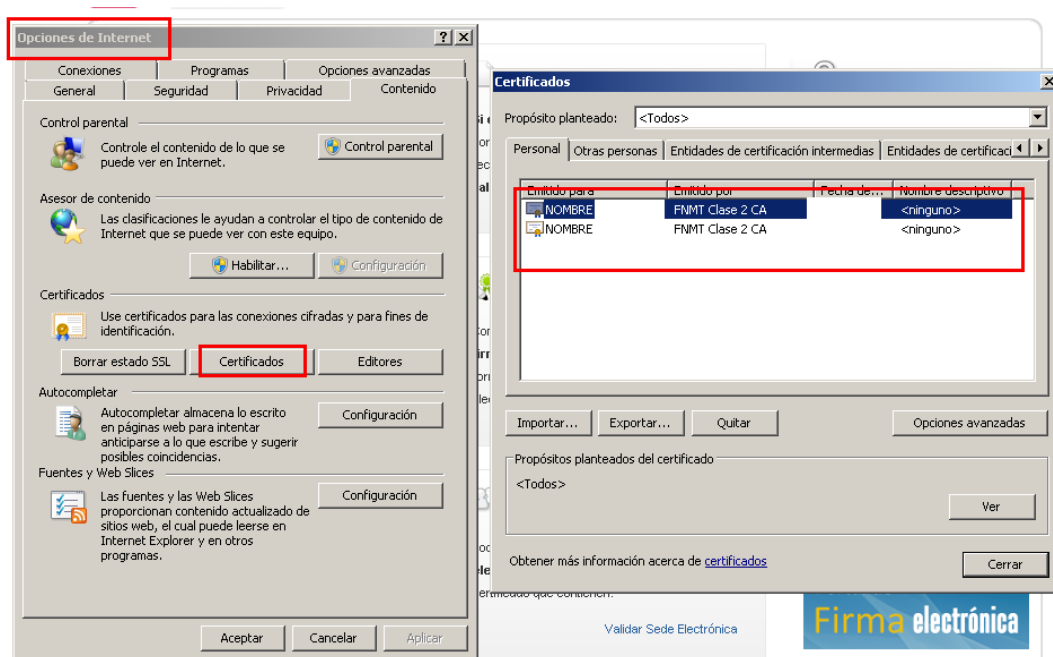 Opciones de Internet
Conexiones Programas Opciones avanzadas
General Seguridad Privacidad Contenido
Control parental
Controle el contenido de lo que se
puede ver en Internet.
Control parental
Asesor de contenido
Las clasificaciones le ayudan a controlar el tipo de contenido de
Internet que se puede ver con este equipo.
Habilitar... Configuración
Certificados
Use certificados para las conexiones cifradas y para fines de
identificación.
Borrar estado SSL Certificados Editores
Autocompletar
Autocompletar almacena lo escrito
en páginas web para intentar
anticiparse a lo que escribe y sugerir
posibles coincidencias.
Configuración
Fuentes y Web Slices
Las fuentes y las Web Slices
proporcionan contenido actualizado de
sitios web, el cual puede leerse en
Internet Explorer y en otros
programas.
Configuración
Aceptar Cancelar Aplicar
Certificados
Propósito planteado: <Todos>
Personal Otras personas Entidades de certificación intermedias Entidades de certificaci
Emitido para Emitido por Fecha de... Nombre descriptivo
NOMBRE FNMT Clase 2 CA <ninguno>
NOMBRE FNMT Clase 2 CA <ninguno>
Importar... Exportar... Quitar Opciones avanzadas
Propósitos planteados del certificado
<Todos>
Ver
Obtener más información acerca de certificados
Cerrar
que contienen.
Validar Sede Electrónica
Firma electrónica